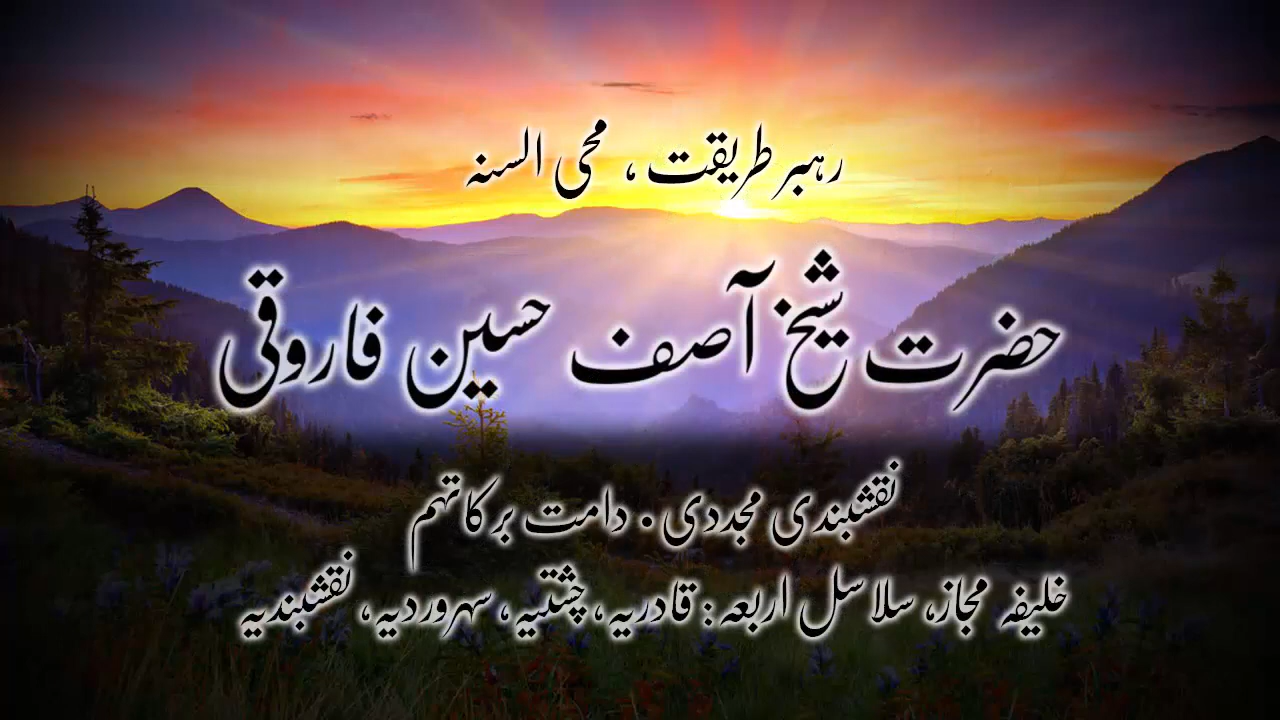 رہبر طریقت ، محی السنہ
حضرت شیخ آصف حسین فاروقی
نقشبندی مجددی ۔ دامت برکاتہم
خلیفہ مجاز، سلاسل اربعہ: قادریہ، چشتیہ، سہروردیہ، نقشبندیہ